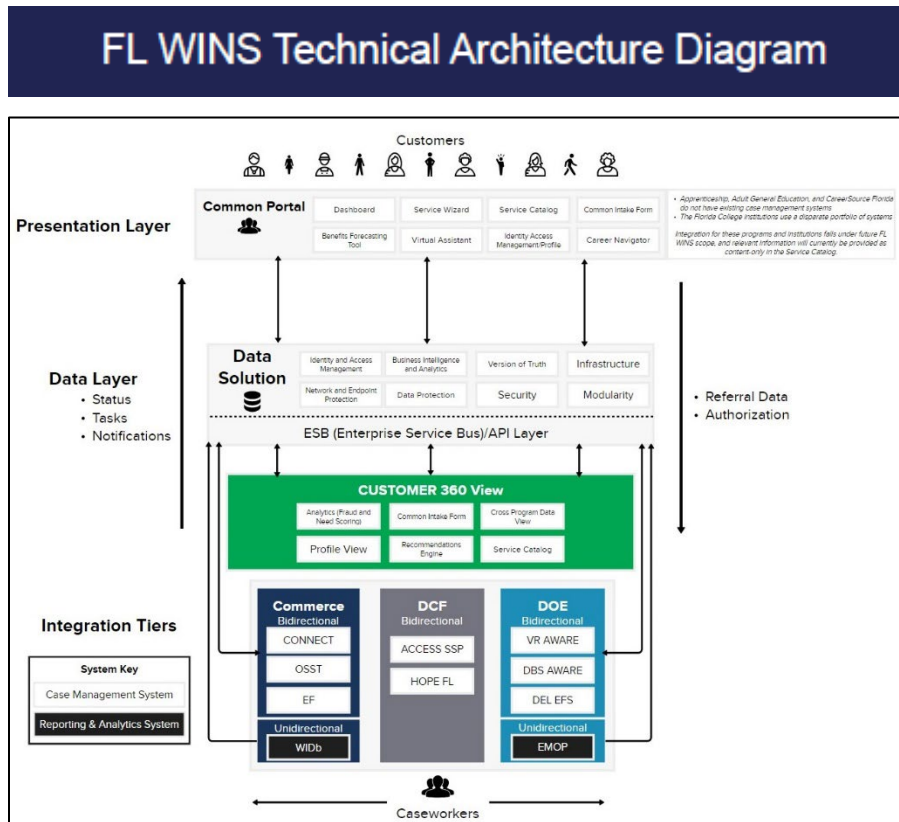 FL WINS Technical Architecture Diagram
Customers
Presentation Layer
Common Portal
Dashboard
Service Wizard
Service Catalog
Common Intake Form
Benefits Forecasting
Tool
Virtual Assistant
Identity Access
Management/Profile
Career Navigator
• Apprenticeship, Adult General Education, and CareerSource Florida
do not have existing case management systems
• The Florida College institutions use a disparate portfolio of systems
Integration for these programs and institutions falls under future FL
WINS scope, and relevant information will currently be provided as
content-only in the Service Catalog.
Data Layer
• Status
• Tasks
• Notifications
Data
Solution
Identity and Access
Management
Business Intelligence
and Analytics
Version of Truth
Infrastructure
Network and Endpoint
Protection
Data Protection
Security
Modularity
ESB (Enterprise Service Bus)/API Layer
• Referral Data
• Authorization
CUSTOMER 360 View
Analytics (Fraud and
Need Scoring)
Common Intake Form
Cross Program Data
View
Profile View
Recommendations
Engine
Service Catalog
Integration Tiers
System Key
Case Management System
Reporting & Analytics System
Commerce
Bidirectional
CONNECT
OSST
EF
Unidirectional
WIDb
DCF
Bidirectional
ACCESS SSP
HOPE FL
DOE
Bidirectional
VR AWARE
DBS AWARE
DEL EFS
Unidirectional
EMOP
Caseworkers